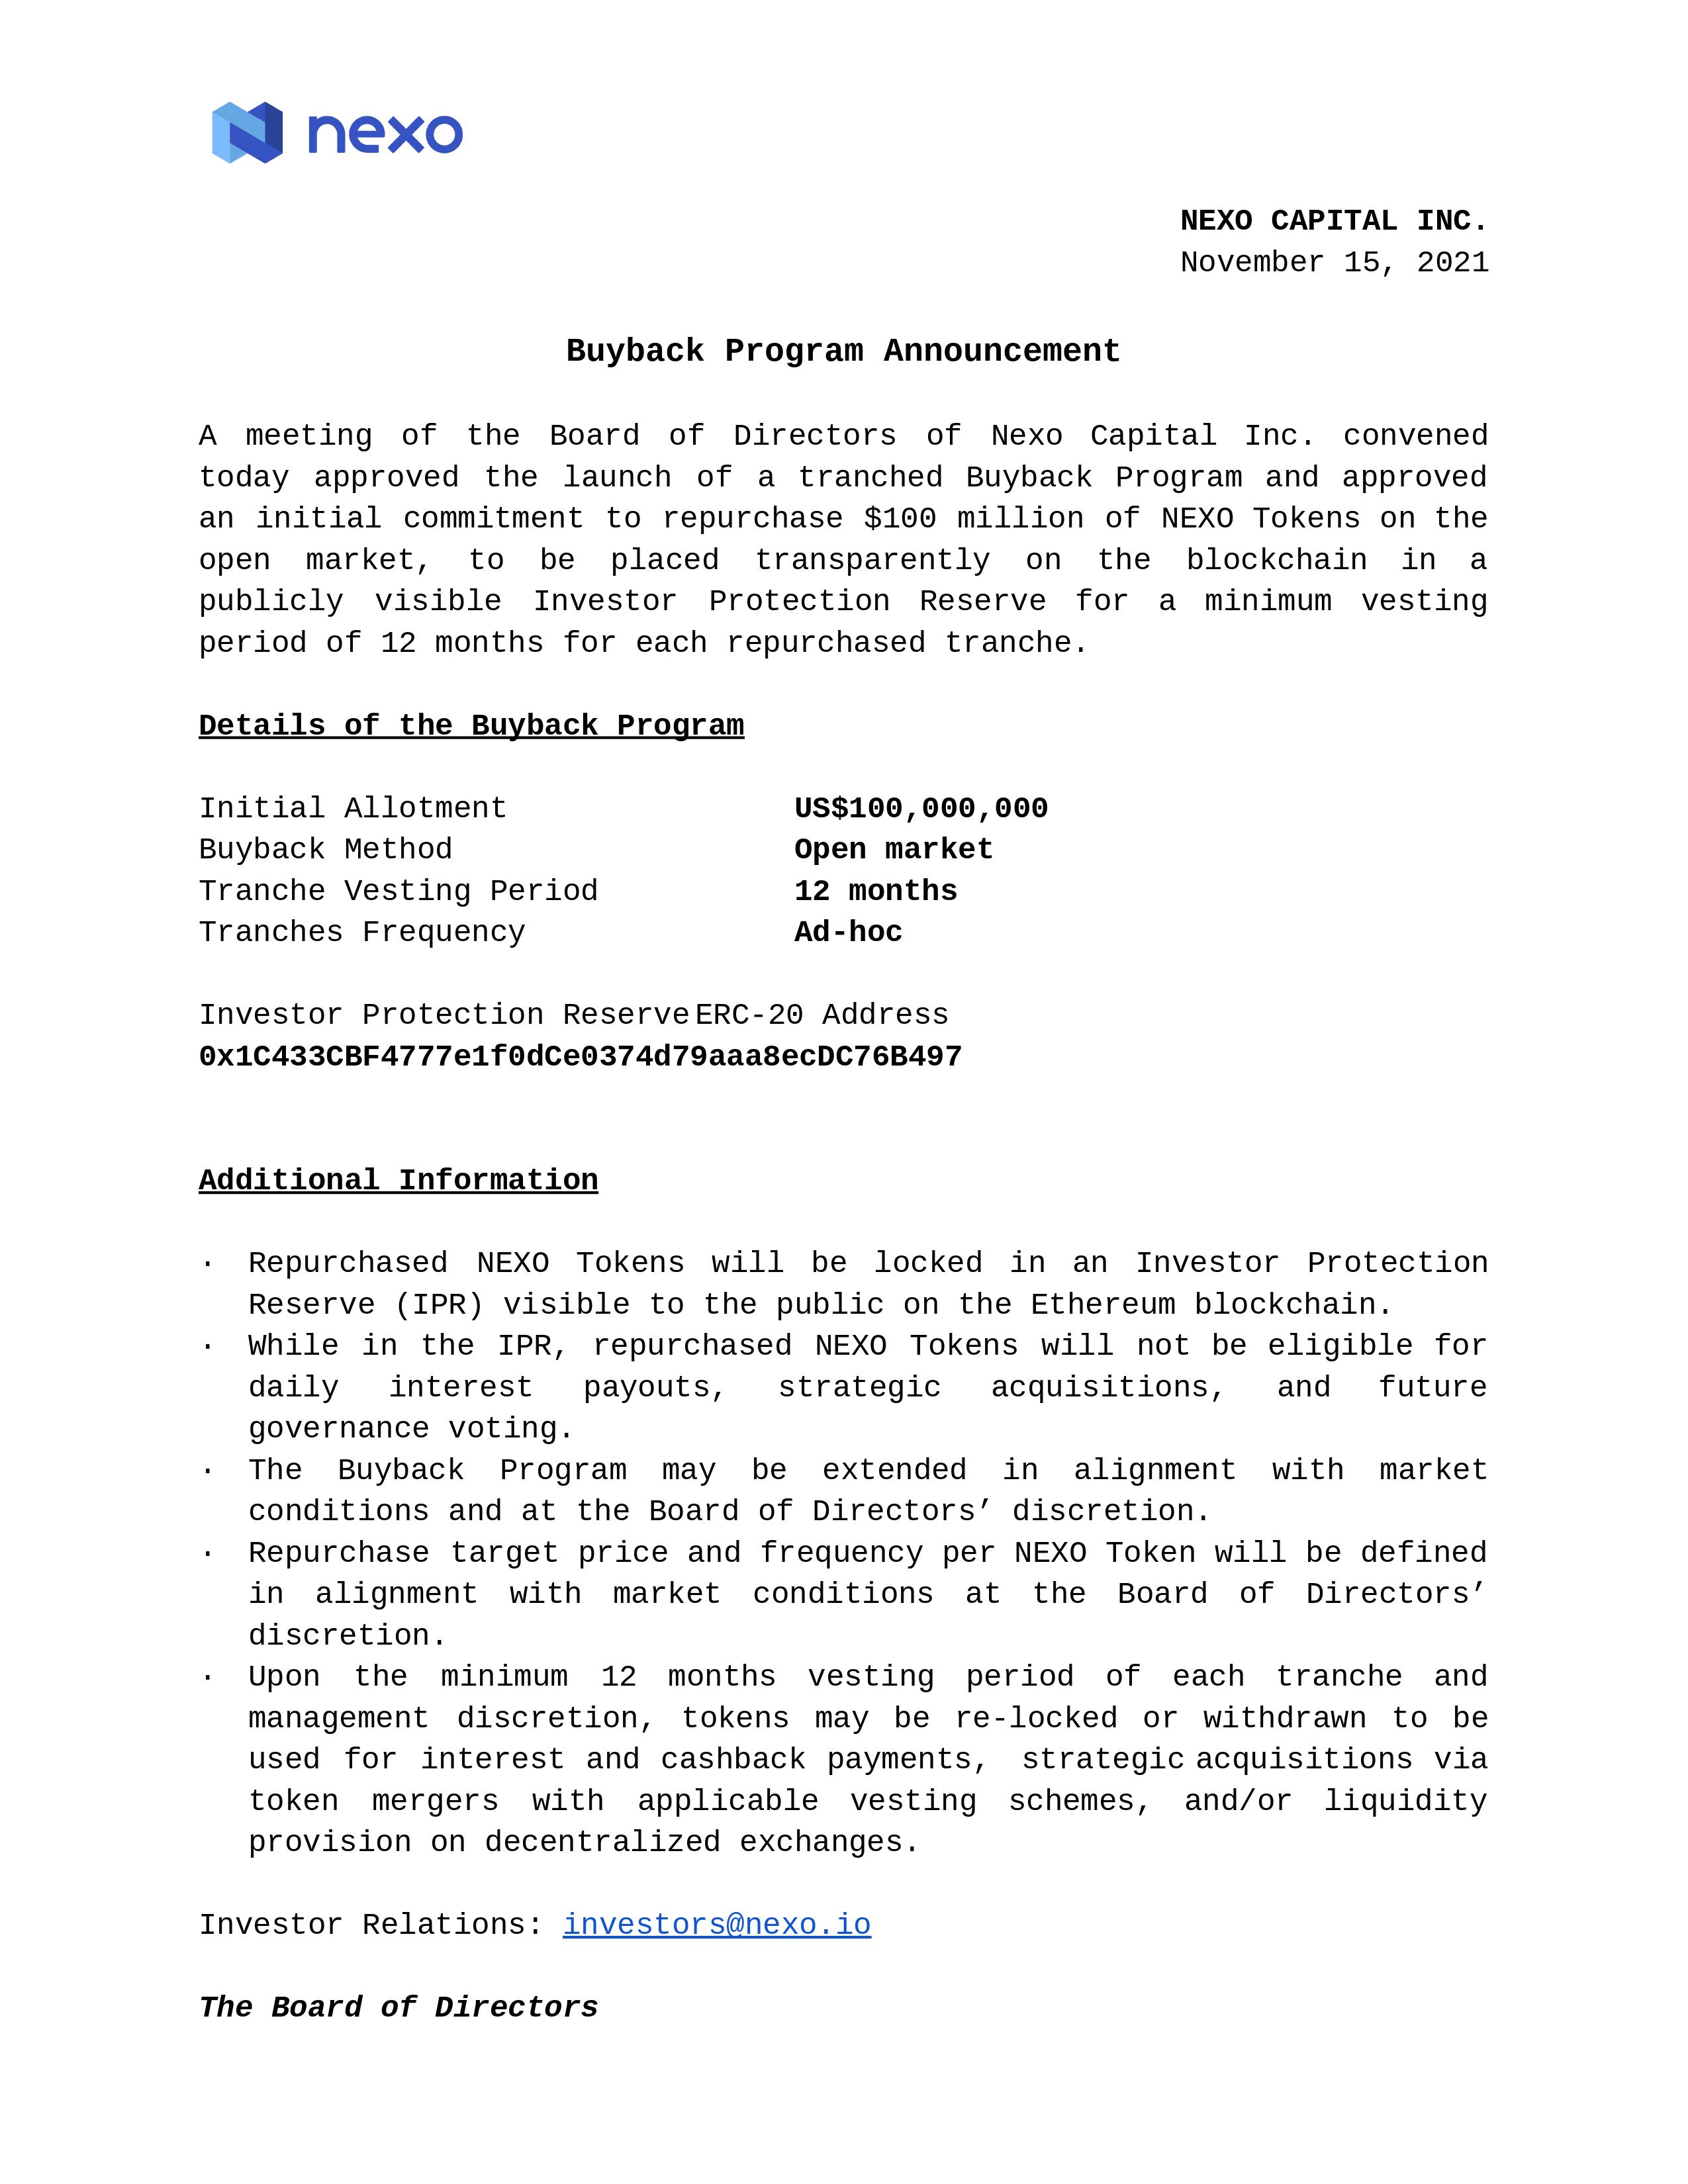 nexo
NEXO CAPITAL INC.
November 15, 2021
Buyback Program Announcement
A meeting of the Board of Directors of Nexo Capital Inc. convened
today approved the launch of a tranched Buyback Program and approved
an initial commitment to repurchase $100 million of NEXO Tokens on the
open market, to be placed transparently on the blockchain in a
publicly visible Investor Protection Reserve for a minimum vesting
period of 12 months for each repurchased tranche.
Details of the Buyback Program
Initial Allotment US$100,000,000
Buyback Method Open market
Tranche Vesting Period 12 months
Tranches Frequency Ad-hoc
Investor Protection Reserve ERC-20 Address
0x1C433CBF4777e1f0dCe0374d79aaa8ecDC76B497
Additional Information
· Repurchased NEXO Tokens will be locked in an Investor Protection
Reserve (IPR) visible to the public on the Ethereum blockchain.
· While in the IPR, repurchased NEXO Tokens will not be eligible for
daily interest payouts, strategic acquisitions, and future
governance voting.
· The Buyback Program may be extended in alignment with market
conditions and at the Board of Directors’ discretion.
· Repurchase target price and frequency per NEXO Token will be defined
in alignment with market conditions at the Board of Directors’
discretion.
· Upon the minimum 12 months vesting period of each tranche and
management discretion, tokens may be re-locked or withdrawn to be
used for interest and cashback payments, strategic acquisitions via
token mergers with applicable vesting schemes, and/or liquidity
provision on decentralized exchanges.
Investor Relations: investors@nexo.io
The Board of Directors